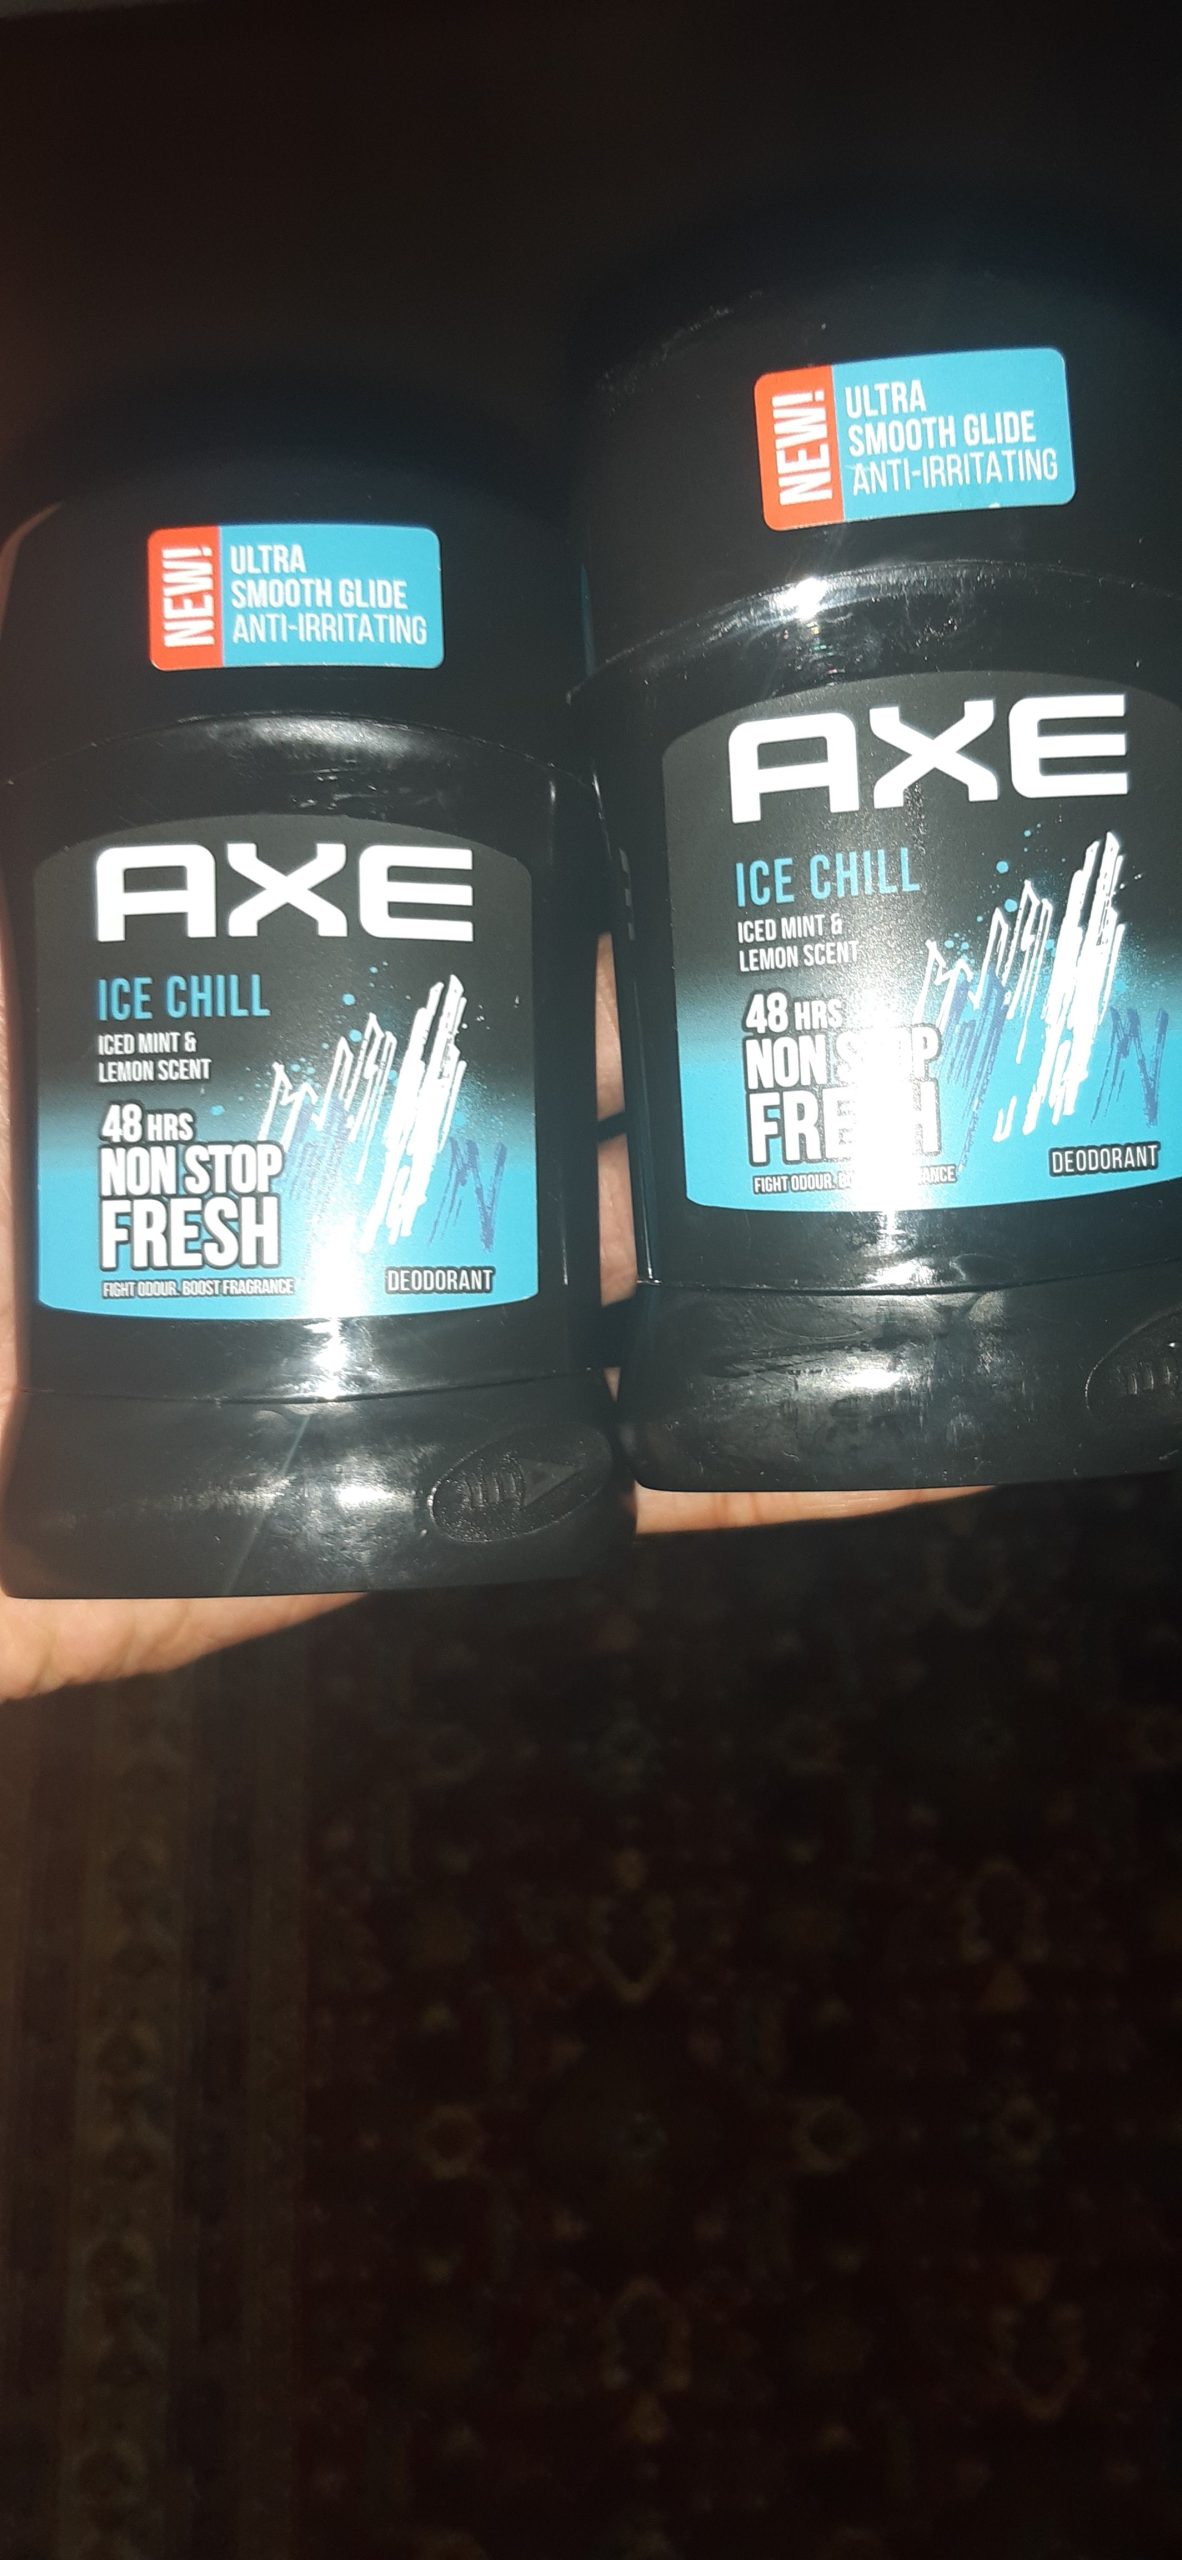 NEW!
ULTRA
SMOOTH GLIDE
ANTI-IRRITATING
AXE
ICE CHILL
ICED MINT &
LEMON SCENT
48 HRS
NON STOP
FRESH
FIGHT ODOUR. BOOST FRAGRANCE
DEODORANT
NEW!
ULTRA
SMOOTH GLIDE
ANTI-IRRITATING
AXE
ICE CHILL
ICED MINT &
LEMON SCENT
48 HRS
NON STOP
FRESH
FIGHT ODOUR.
DEODORANT